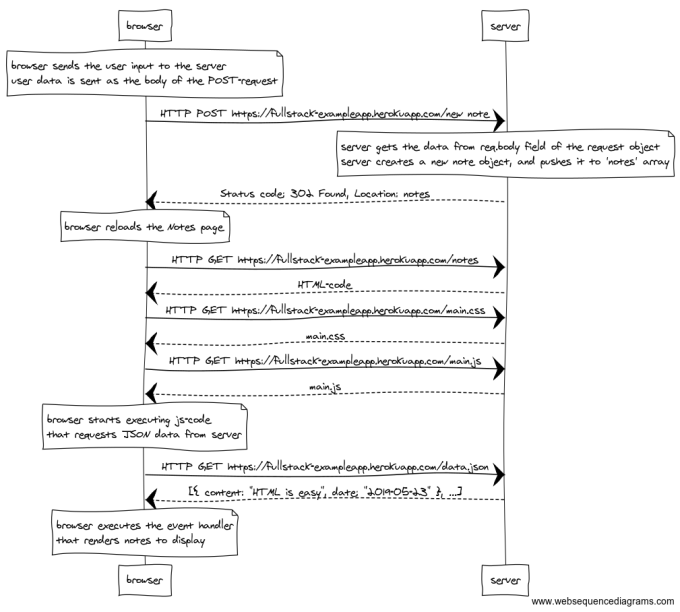 browser
server
browser sends the user input to the server
user data is sent as the body of the POST-request
HTTP POST https://fullstack-exampleapp.herokuapp.com/new note
server gets the data from req.body field of the request object
server creates a new note object, and pushes it to 'notes' array
Status code: 302 Found, Location: notes
browser reloads the Notes page
HTTP GET https://fullstack-exampleapp.herokuapp.com/notes
HTML-code
HTTP GET https://fullstack-exampleapp.herokuapp.com/main.css
main.css
HTTP GET https://fullstack-exampleapp.herokuapp.com/main.js
main.js
browser starts executing js-code
that requests JSON data from server
HTTP GET https://fullstack-exampleapp.herokuapp.com/data.json
[{ content: "HTML is easy", date: "2019-05-23" }, ...]
browser executes the event handler
that renders notes to display
browser
server
www.websequencediagrams.com